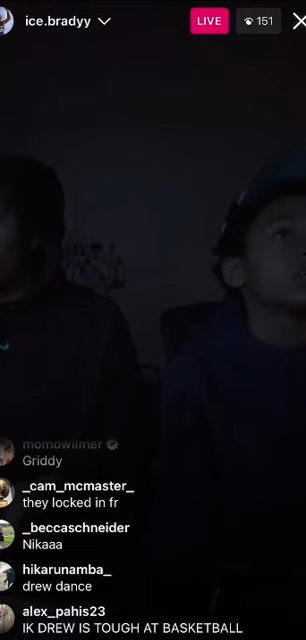 ice.bradyy
LIVE
151
momowilmer
Griddy
_cam_mcmaster_
they locked in fr
_beccaschneider
Nikaaa
hikarunamba_
drew dance
alex_pahis23
IK DREW IS TOUGH AT BASKETBALL